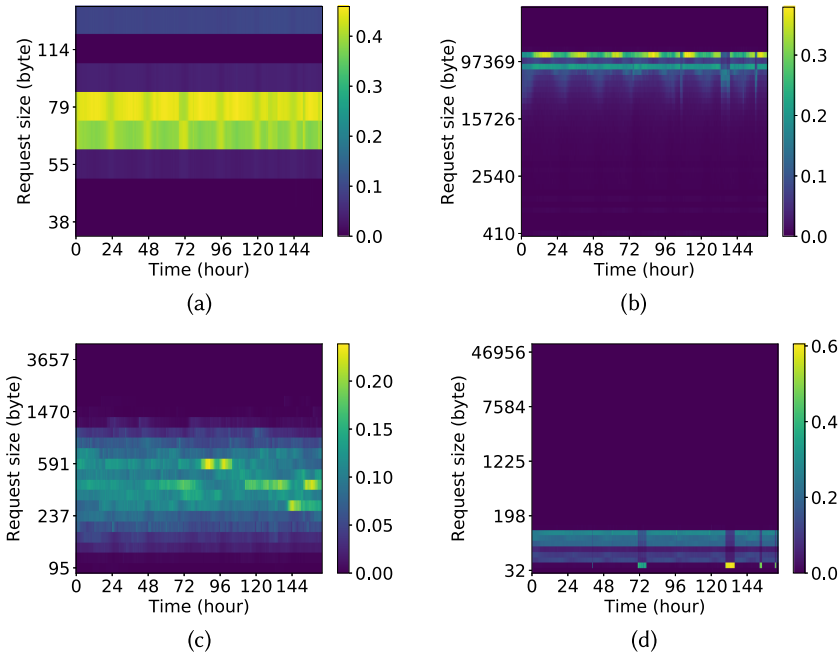 114
79
55
38
Request size (byte)
0 24 48 72 96 120 144
Time (hour)
0.4
0.3
0.2
0.1
0.0
(a)
97369
15726
2540
410
Request size (byte)
0 24 48 72 96 120 144
Time (hour)
0.3
0.2
0.1
0.0
(b)
3657
1470
591
237
95
Request size (byte)
0 24 48 72 96 120 144
Time (hour)
0.20
0.15
0.10
0.05
0.00
(c)
46956
7584
1225
198
32
Request size (byte)
0 24 48 72 96 120 144
Time (hour)
0.6
0.4
0.2
0.0
(d)